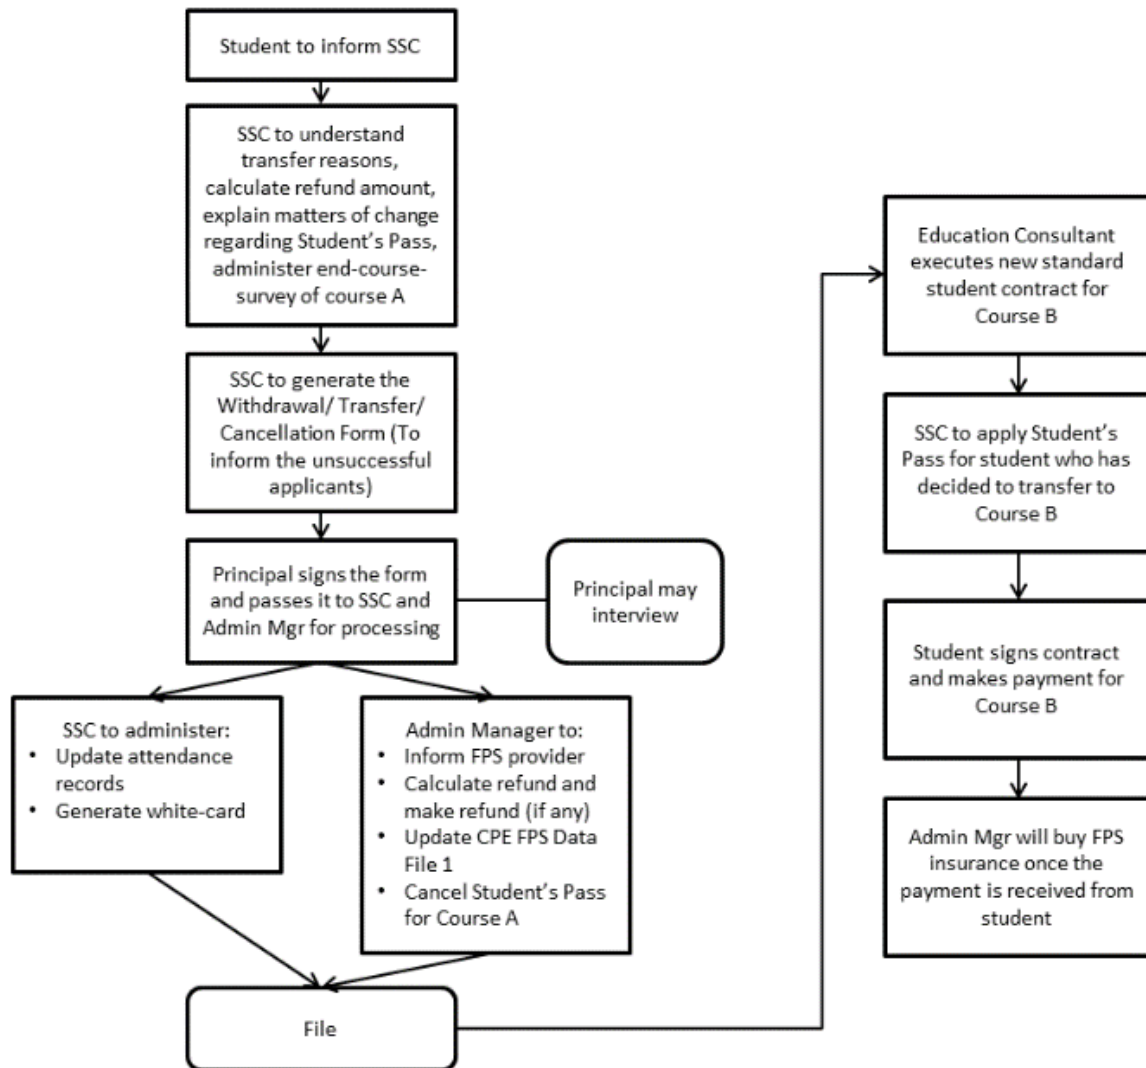 Student to inform SSC
SSC to understand
transfer reasons,
calculate refund amount,
explain matters of change
regarding Student's Pass,
administer end-course-
survey of course A
SSC to generate the
Withdrawal/ Transfer/
Cancellation Form (To
inform the unsuccessful
applicants)
Principal signs the form
and passes it to SSC and
Admin Mgr for processing
Principal may
interview
SSC to administer:
• Update attendance
records
• Generate white-card
Admin Manager to:
• Inform FPS provider
• Calculate refund and
make refund (if any)
• Update CPE FPS Data
File 1
• Cancel Student's Pass
for Course A
File
Education Consultant
executes new standard
student contract for
Course B
SSC to apply Student's
Pass for student who has
decided to transfer to
Course B
Student signs contract
and makes payment for
Course B
Admin Mgr will buy FPS
insurance once the
payment is received from
student